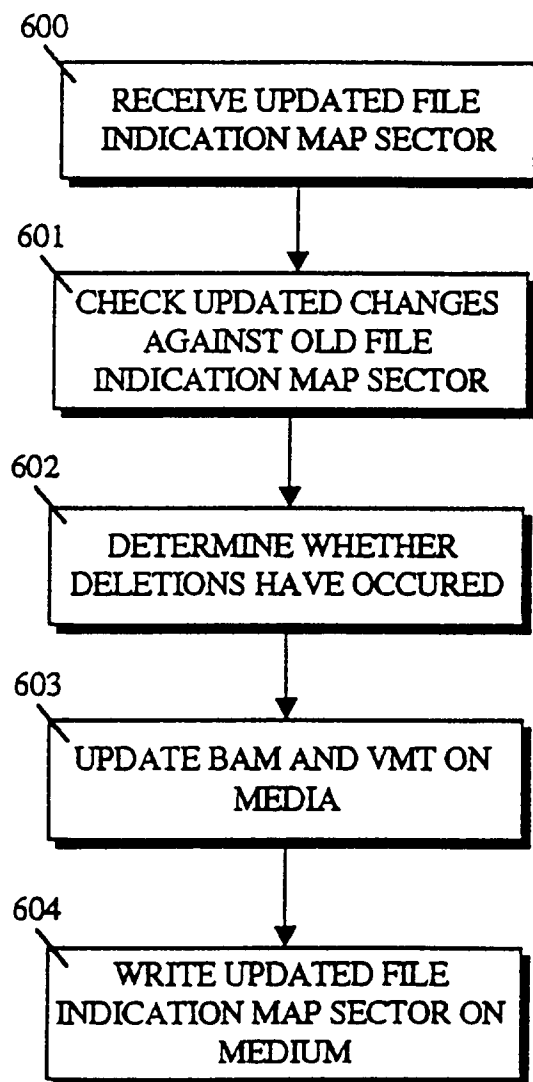 600
RECEIVE UPDATED FILE
INDICATION MAP SECTOR
601
CHECK UPDATED CHANGES
AGAINST OLD FILE
INDICATION MAP SECTOR
602
DETERMINE WHETHER
DELETIONS HAVE OCCURED
603
UPDATE BAM AND VMT ON
MEDIA
604
WRITE UPDATED FILE
INDICATION MAP SECTOR ON
MEDIUM